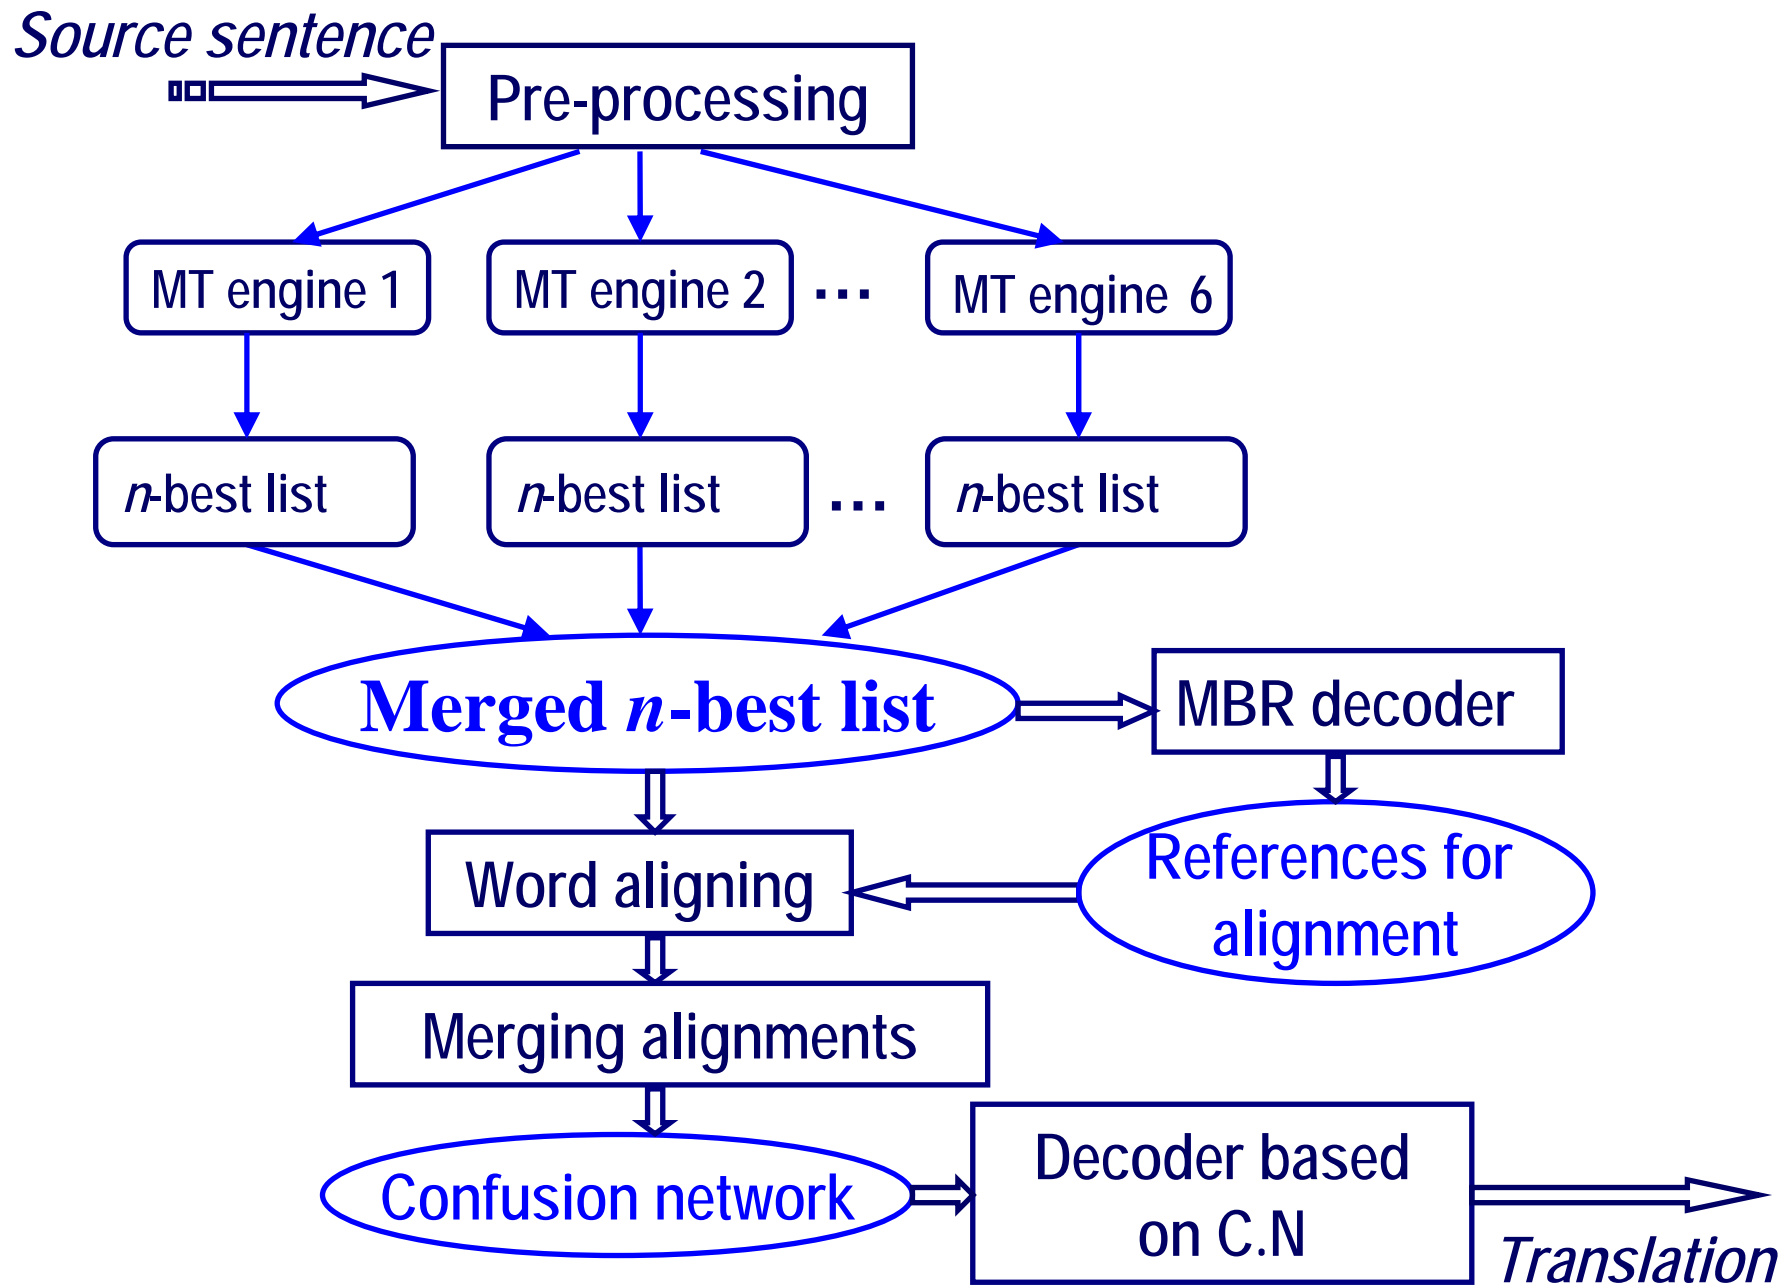 Source sentence
Pre-processing
MT engine 1
MT engine 2
...
MT engine 6
n-best list
n-best list
...
n-best list
Merged n-best list
MBR decoder
References for
alignment
Word aligning
Merging alignments
Confusion network
Decoder based
on C.N
Translation